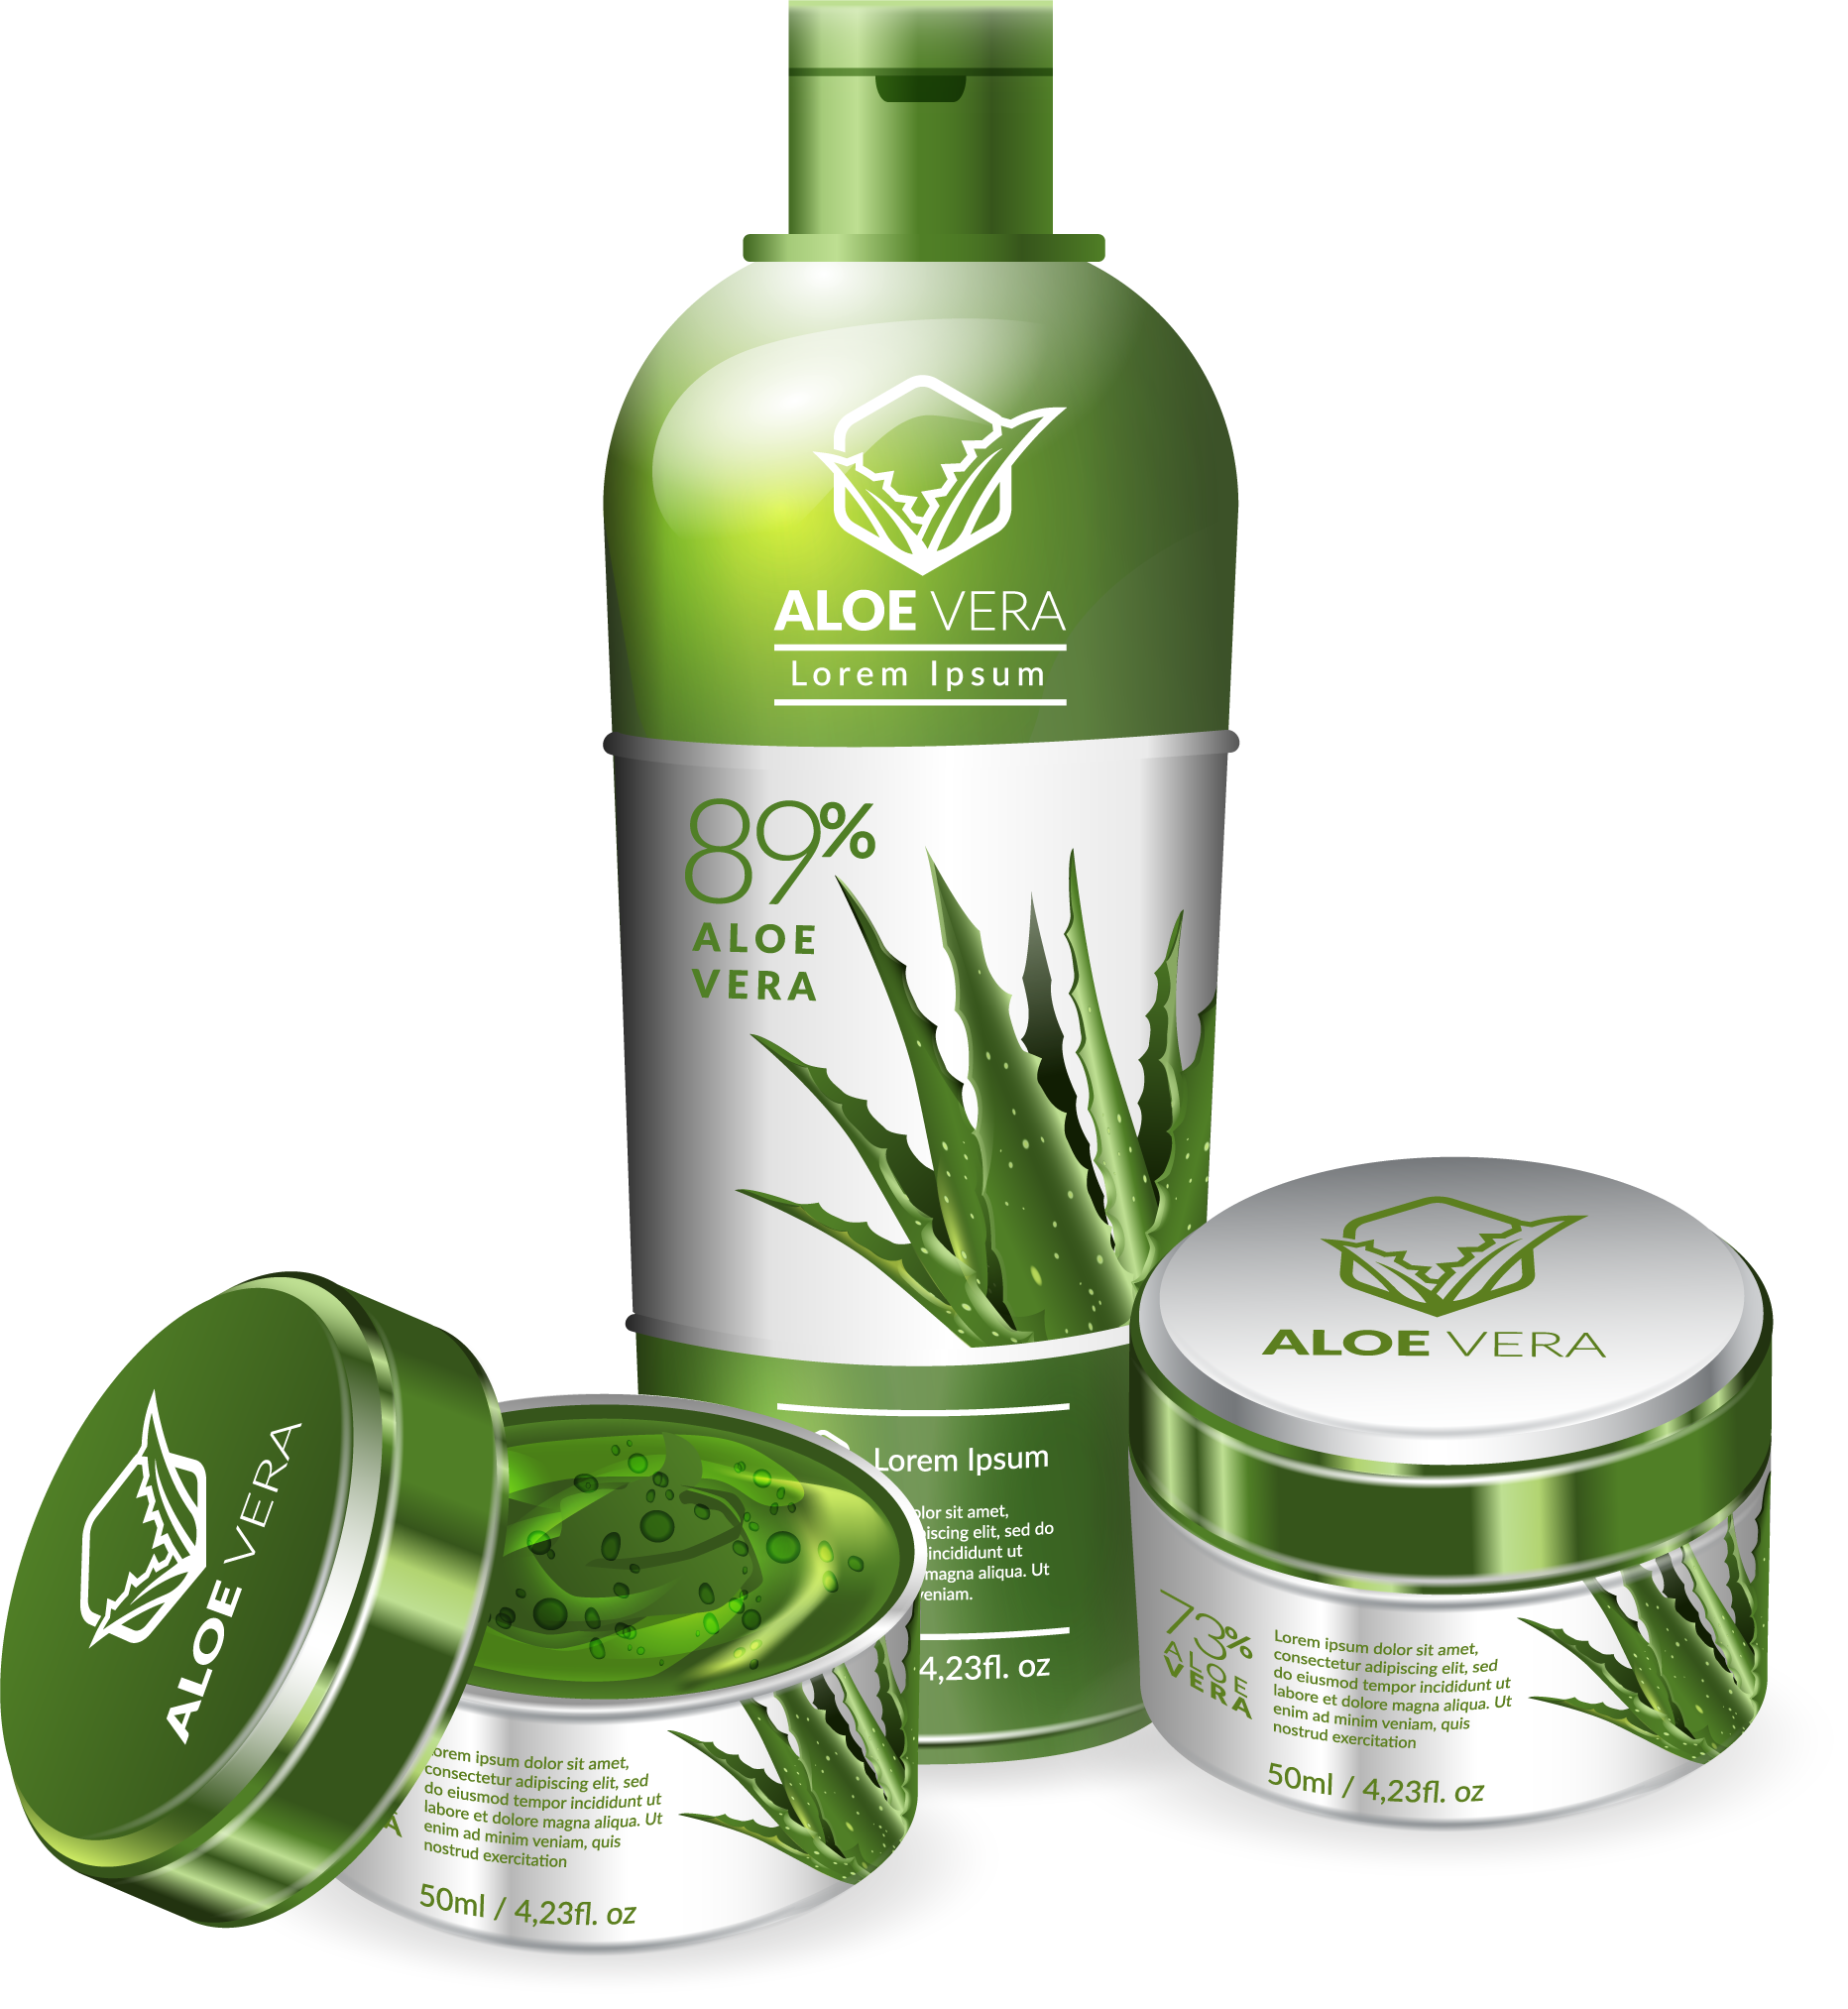 ALOE VERA
Lorem Ipsum
89%
ALOE
VERA
Lorem Ipsum
sit amet,
elit, sed do
incididunt ut
magna aliqua. Ut
veniam.
4,23fl. oz
ALOE VERA
orem ipsum dolor sit amet,
consectetur adipiscing elit, sed
do eiusmod tempor incididunt ut
labore et dolore magna aliqua. Ut
enim ad minim veniam, quis
nostrud exercitation
50ml / 4,23fl. oz
ALOE VERA
73%
ALOE
VERA
Lorem ipsum dolor sit amet,
consectetur adipiscing elit, sed
do eiusmod tempor incididunt ut
labore et dolore magna aliqua. Ut
enim ad minim veniam, quis
nostrud exercitation
50ml / 4,23fl. oz